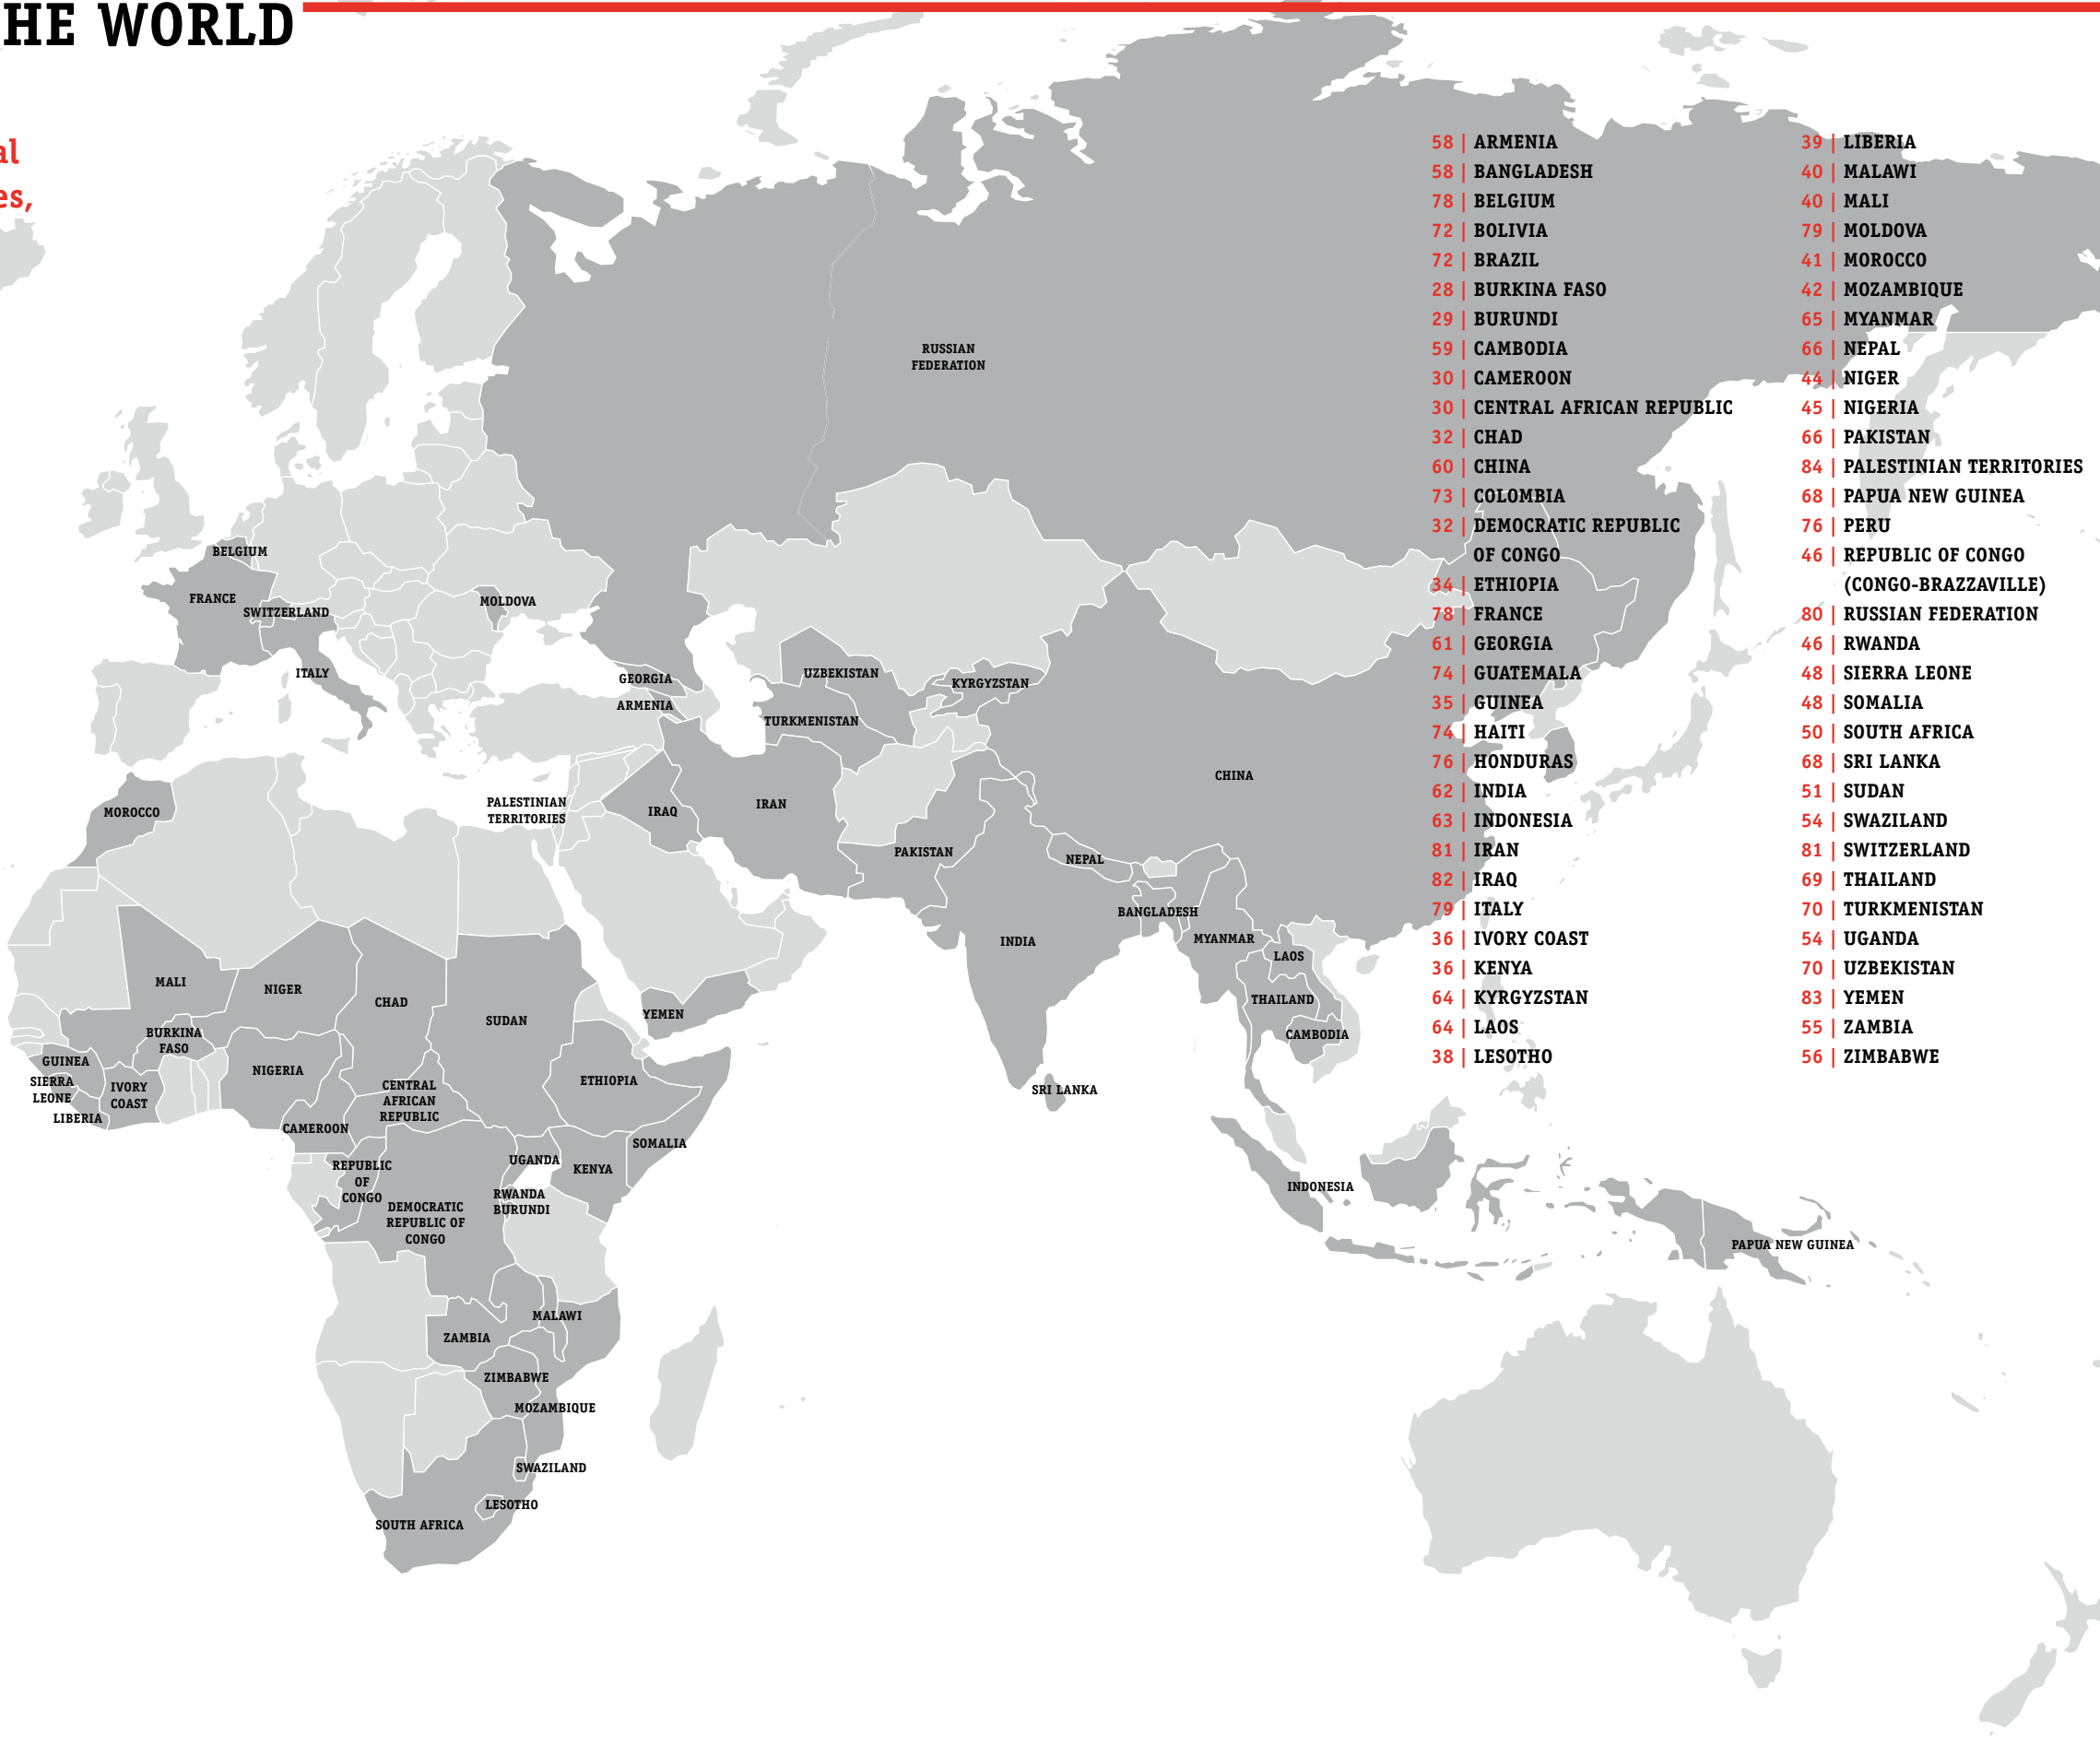 HE WORLD
al
es,
58 | ARMENIA
58 | BANGLADESH
78 | BELGIUM
72 | BOLIVIA
72 | BRAZIL
28 | BURKINA FASO
29 | BURUNDI
59 | CAMBODIA
30 | CAMEROON
30 | CENTRAL AFRICAN REPUBLIC
32 | CHAD
60 | CHINA
73 | COLOMBIA
32 | DEMOCRATIC REPUBLIC
OF CONGO
34 | ETHIOPIA
78 | FRANCE
61 | GEORGIA
74 | GUATEMALA
35 | GUINEA
74 | HAITI
76 | HONDURAS
62 | INDIA
63 | INDONESIA
81 | IRAN
82 | IRAQ
79 | ITALY
36 | IVORY COAST
36 | KENYA
64 | KYRGYZSTAN
64 | LAOS
38 | LESOTHO
39 | LIBERIA
40 | MALAWI
40 | MALI
79 | MOLDOVA
41 | MOROCCO
42 | MOZAMBIQUE
65 | MYANMAR
66 | NEPAL
44 | NIGER
45 | NIGERIA
66 | PAKISTAN
84 | PALESTINIAN TERRITORIES
68 | PAPUA NEW GUINEA
76 | PERU
46 | REPUBLIC OF CONGO
(CONGO-BRAZZAVILLE)
80 | RUSSIAN FEDERATION
46 | RWANDA
48 | SIERRA LEONE
48 | SOMALIA
50 | SOUTH AFRICA
68 | SRI LANKA
51 | SUDAN
54 | SWAZILAND
81 | SWITZERLAND
69 | THAILAND
70 | TURKMENISTAN
54 | UGANDA
70 | UZBEKISTAN
83 | YEMEN
55 | ZAMBIA
56 | ZIMBABWE
RUSSIAN
FEDERATION
BELGIUM
FRANCE
SWITZERLAND
MOLDOVA
ITALY
GEORGIA
ARMENIA
UZBEKISTAN
KYRGYZSTAN
TURKMENISTAN
CHINA
MOROCCO
PALESTINIAN
TERRITORIES
IRAQ
IRAN
PAKISTAN
NEPAL
BANGLADESH
INDIA
MYANMAR
LAOS
THAILAND
CAMBODIA
SRI LANKA
MALI
NIGER
CHAD
SUDAN
YEMEN
BURKINA
FASO
GUINEA
SIERRA
LEONE
IVORY
COAST
LIBERIA
NIGERIA
CENTRAL
AFRICAN
REPUBLIC
ETHIOPIA
CAMEROON
SOMALIA
UGANDA
KENYA
REPUBLIC
OF
CONGO
RWANDA
BURUNDI
DEMOCRATIC
REPUBLIC OF
CONGO
INDONESIA
PAPUA NEW GUINEA
MALAWI
ZAMBIA
ZIMBABWE
MOZAMBIQUE
SWAZILAND
LESOTHO
SOUTH AFRICA